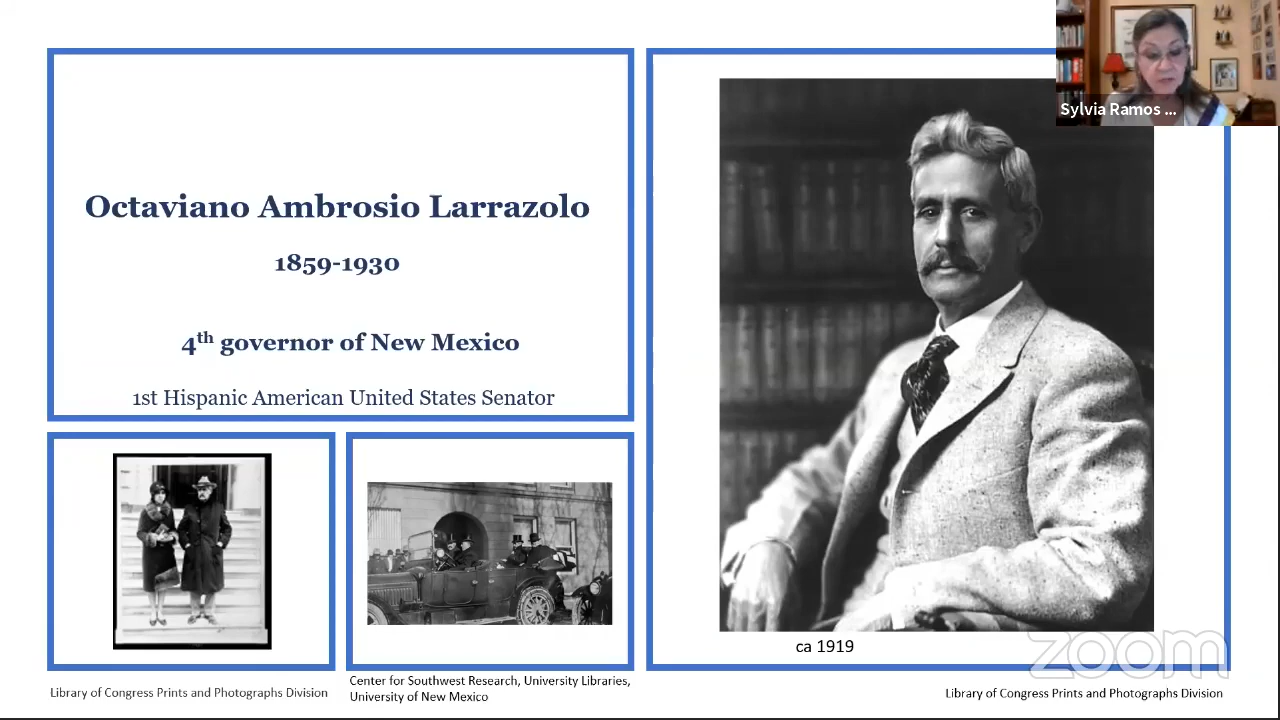 Sylvia Ramos ...
Octaviano Ambrosio Larrazolo
1859-1930
4th governor of New Mexico
1st Hispanic American United States Senator
ca 1919
zoom
Library of Congress Prints and Photographs Division
Center for Southwest Research, University Libraries,
University of New Mexico
Library of Congress Prints and Photographs Division